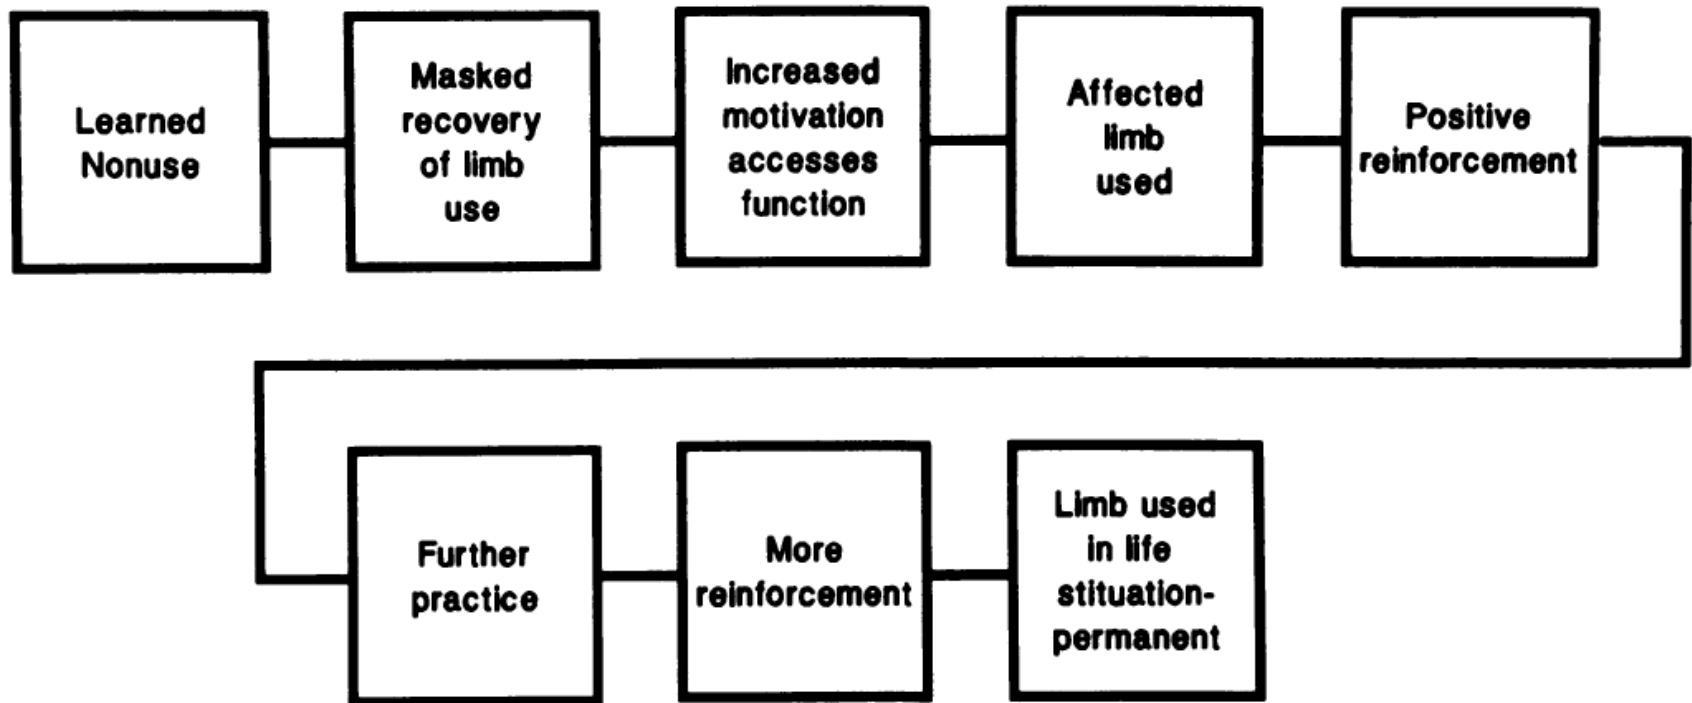 Learned
Nonuse
Masked
recovery
of limb
use
Increased
motivation
accesses
function
Affected
limb
used
Positive
reinforcement
Further
practice
More
reinforcement
Limb used
in life
stituation-
permanent